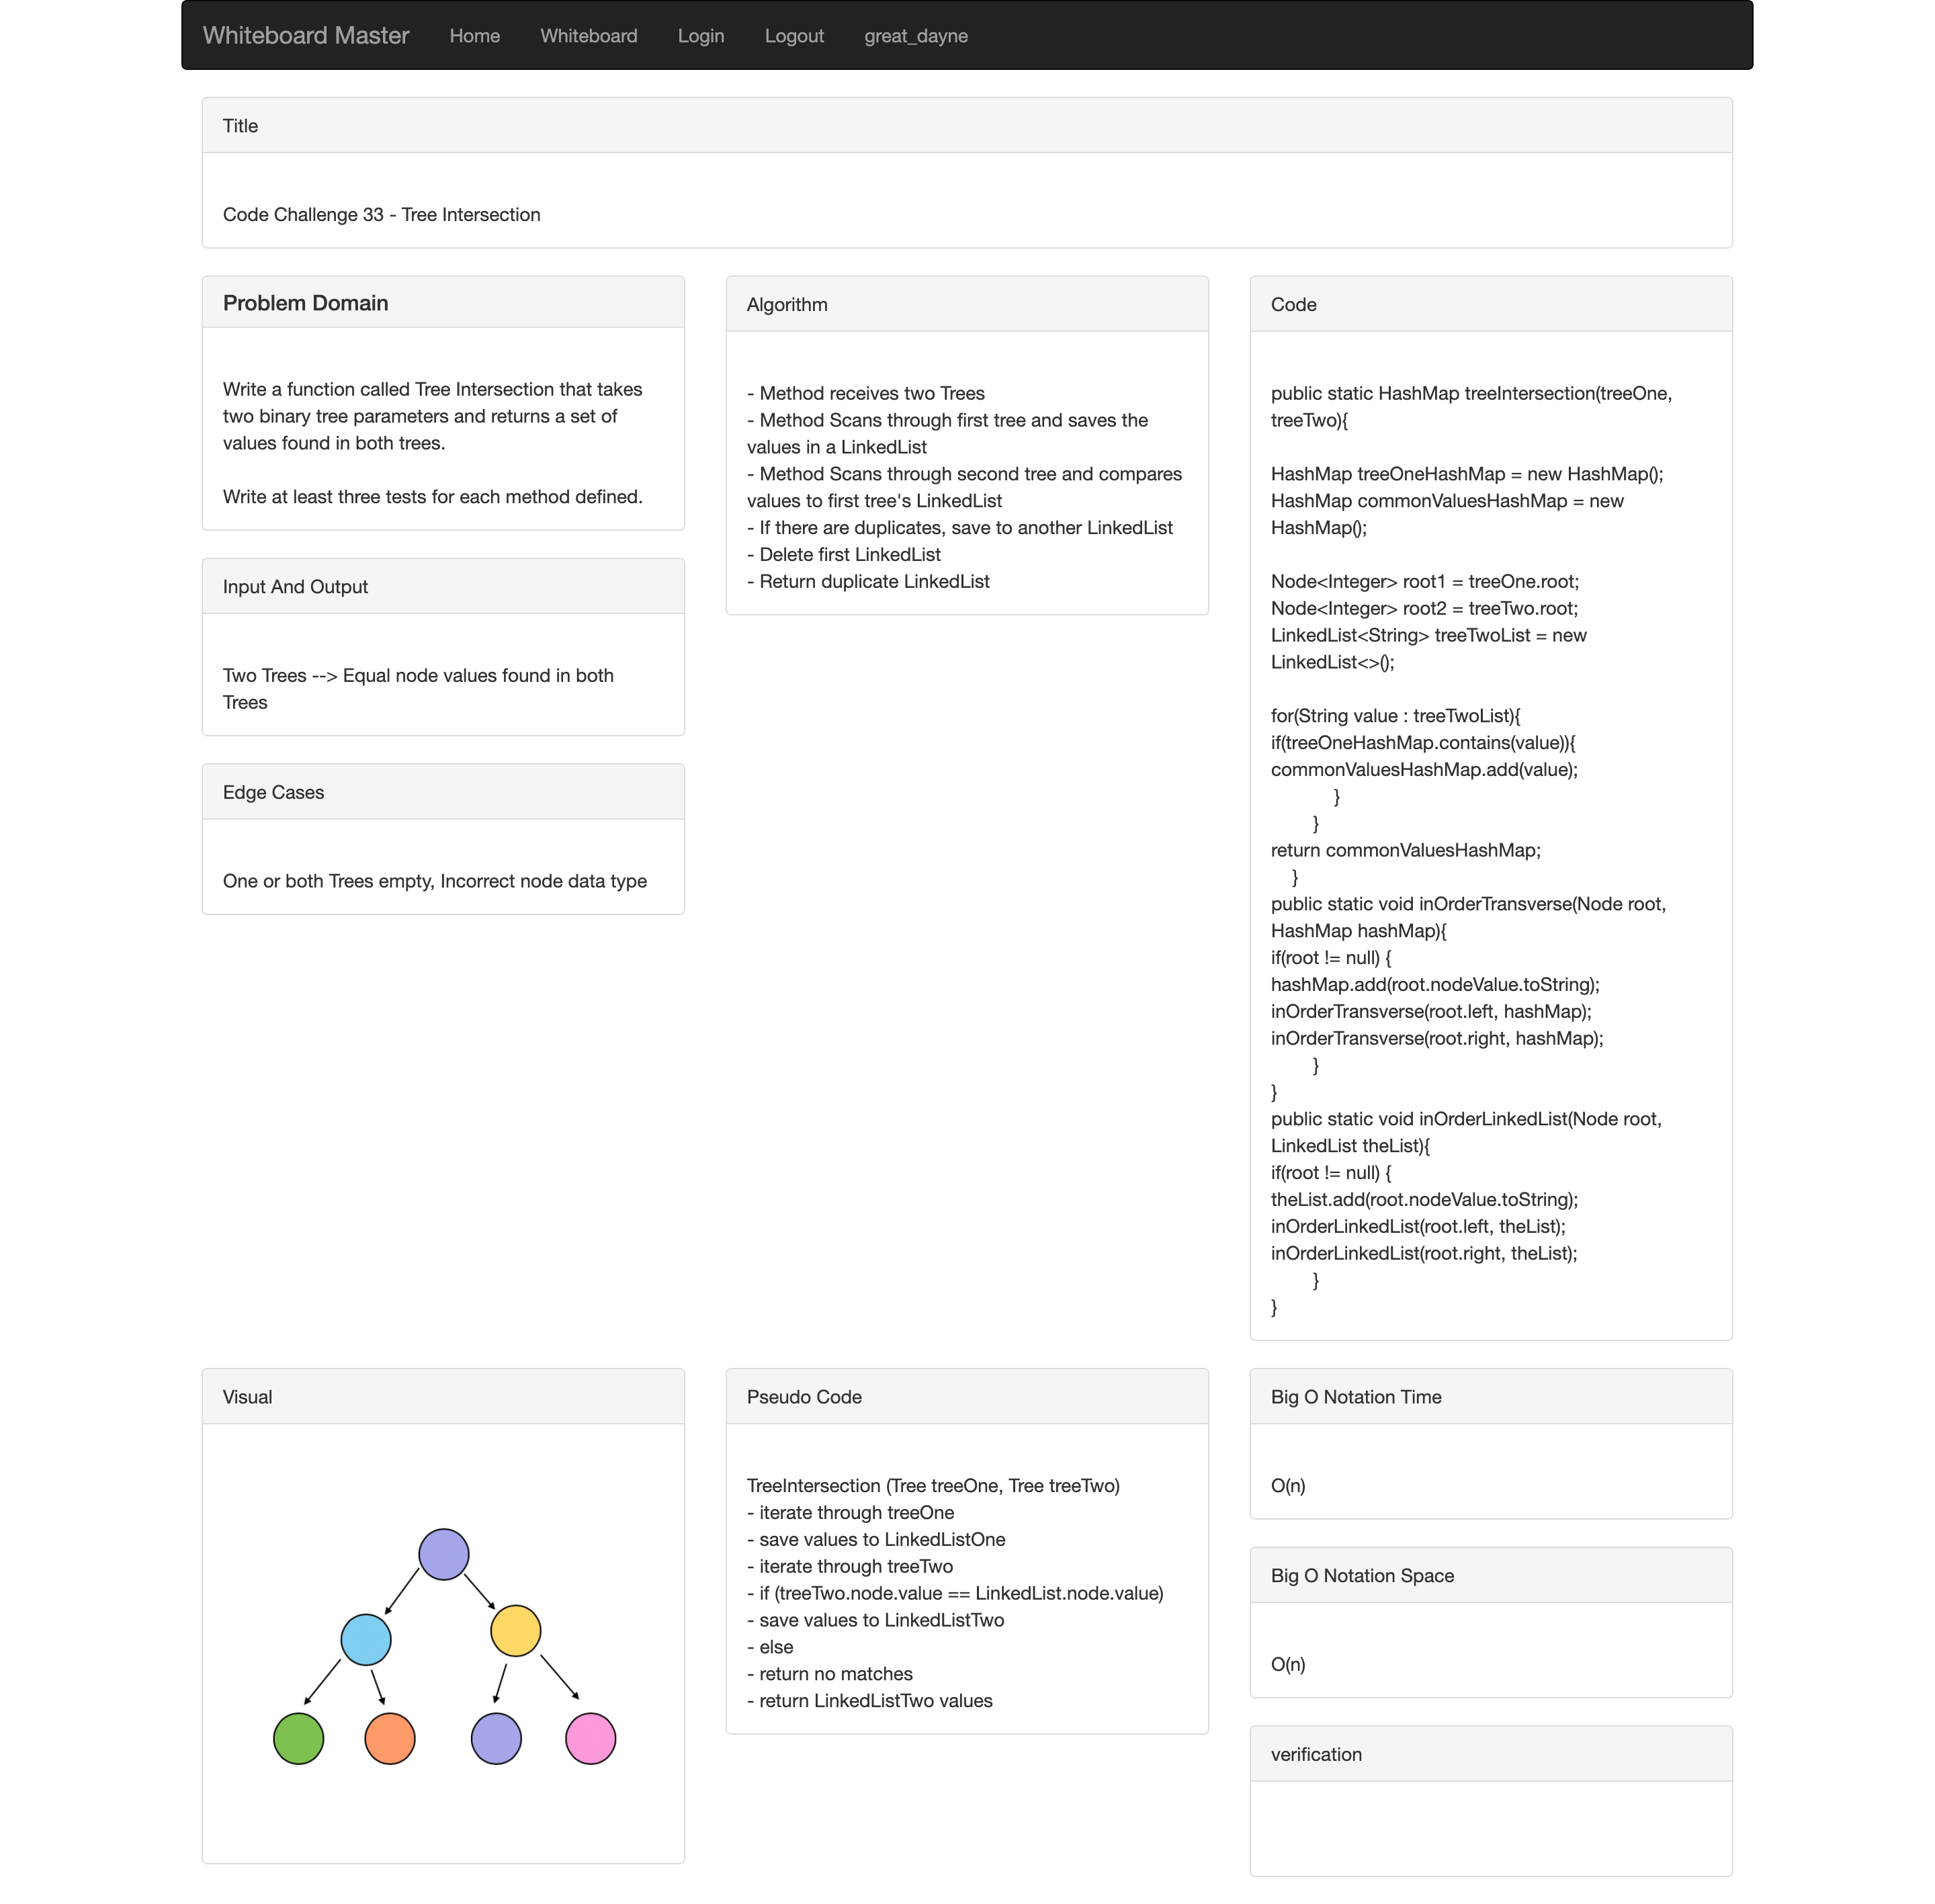 Whiteboard Master Home Whiteboard Login Logout great_dayne
Title
Code Challenge 33 - Tree Intersection
Problem Domain
Write a function called Tree Intersection that takes
two binary tree parameters and returns a set of
values found in both trees.
Write at least three tests for each method defined.
Input And Output
Two Trees --> Equal node values found in both
Trees
Edge Cases
One or both Trees empty, Incorrect node data type
Algorithm
- Method receives two Trees
- Method Scans through first tree and saves the
values in a LinkedList
- Method Scans through second tree and compares
values to first tree's LinkedList
- If there are duplicates, save to another LinkedList
- Delete first LinkedList
- Return duplicate LinkedList
Code
public static HashMap treeIntersection(treeOne,
treeTwo){
HashMap treeOneHashMap = new HashMap();
HashMap commonValuesHashMap = new
HashMap();
Node<Integer> root1 = treeOne.root;
Node<Integer> root2 = treeTwo.root;
LinkedList<String> treeTwoList = new
LinkedList<>();
for(String value : treeTwoList){
if(treeOneHashMap.contains(value)){
commonValuesHashMap.add(value);
}
}
return commonValuesHashMap;
}
public static void inOrderTransverse(Node root,
HashMap hashMap){
if(root != null) {
hashMap.add(root.nodeValue.toString);
inOrderTransverse(root.left, hashMap);
inOrderTransverse(root.right, hashMap);
}
}
public static void inOrderLinkedList(Node root,
LinkedList theList){
if(root != null) {
theList.add(root.nodeValue.toString);
inOrderLinkedList(root.left, theList);
inOrderLinkedList(root.right, theList);
}
}
Visual
Pseudo Code
TreeIntersection (Tree treeOne, Tree treeTwo)
- iterate through treeOne
- save values to LinkedListOne
- iterate through treeTwo
- if (treeTwo.node.value == LinkedList.node.value)
- save values to LinkedListTwo
- else
- return no matches
- return LinkedListTwo values
Big O Notation Time
O(n)
Big O Notation Space
O(n)
verification